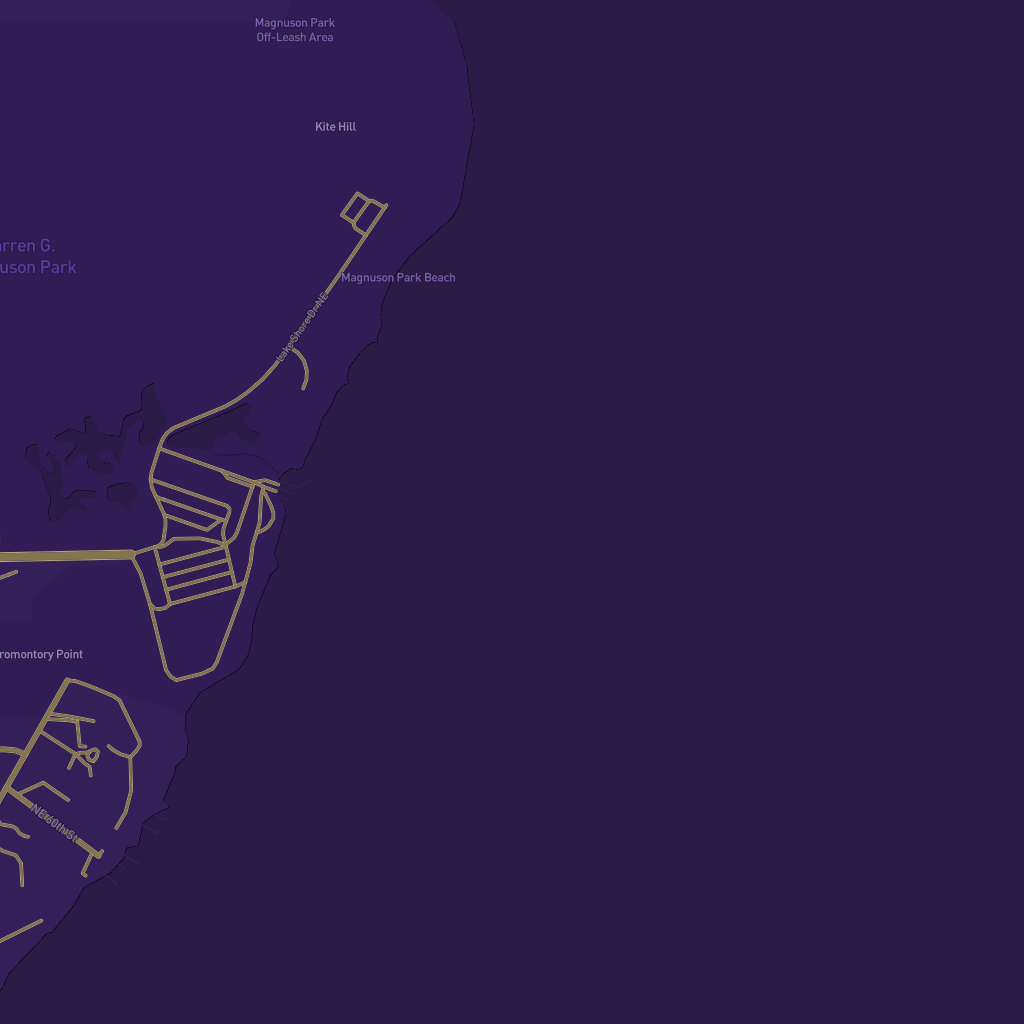 Magnuson Park
Off-Leash Area
Kite Hill
rren G.
uson Park
Magnuson Park Beach
Lake Shore Dr NE
romontory Point
NE 60th St